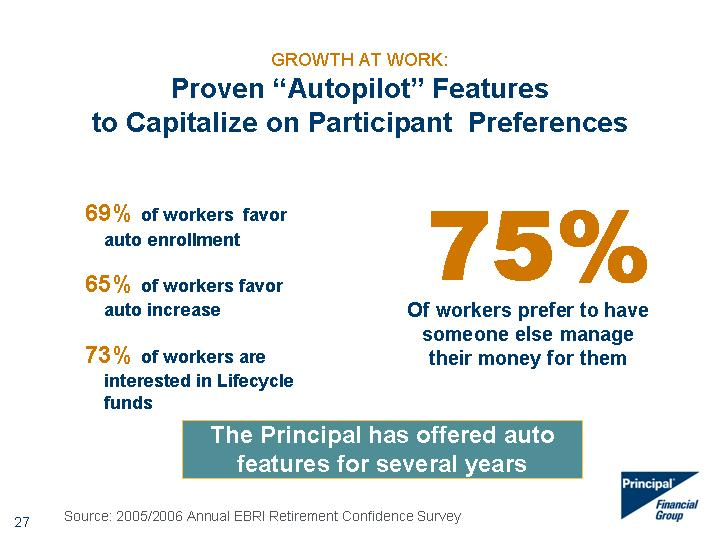 GROWTH AT WORK:
Proven “Autopilot” Features
to Capitalize on Participant Preferences
69% of workers favor
auto enrollment
65% of workers favor
auto increase
73% of workers are
interested in Lifecycle
funds
75%
Of workers prefer to have
someone else manage
their money for them
The Principal has offered auto
features for several years
Principal®
Financial
Group
27
Source: 2005/2006 Annual EBRI Retirement Confidence Survey